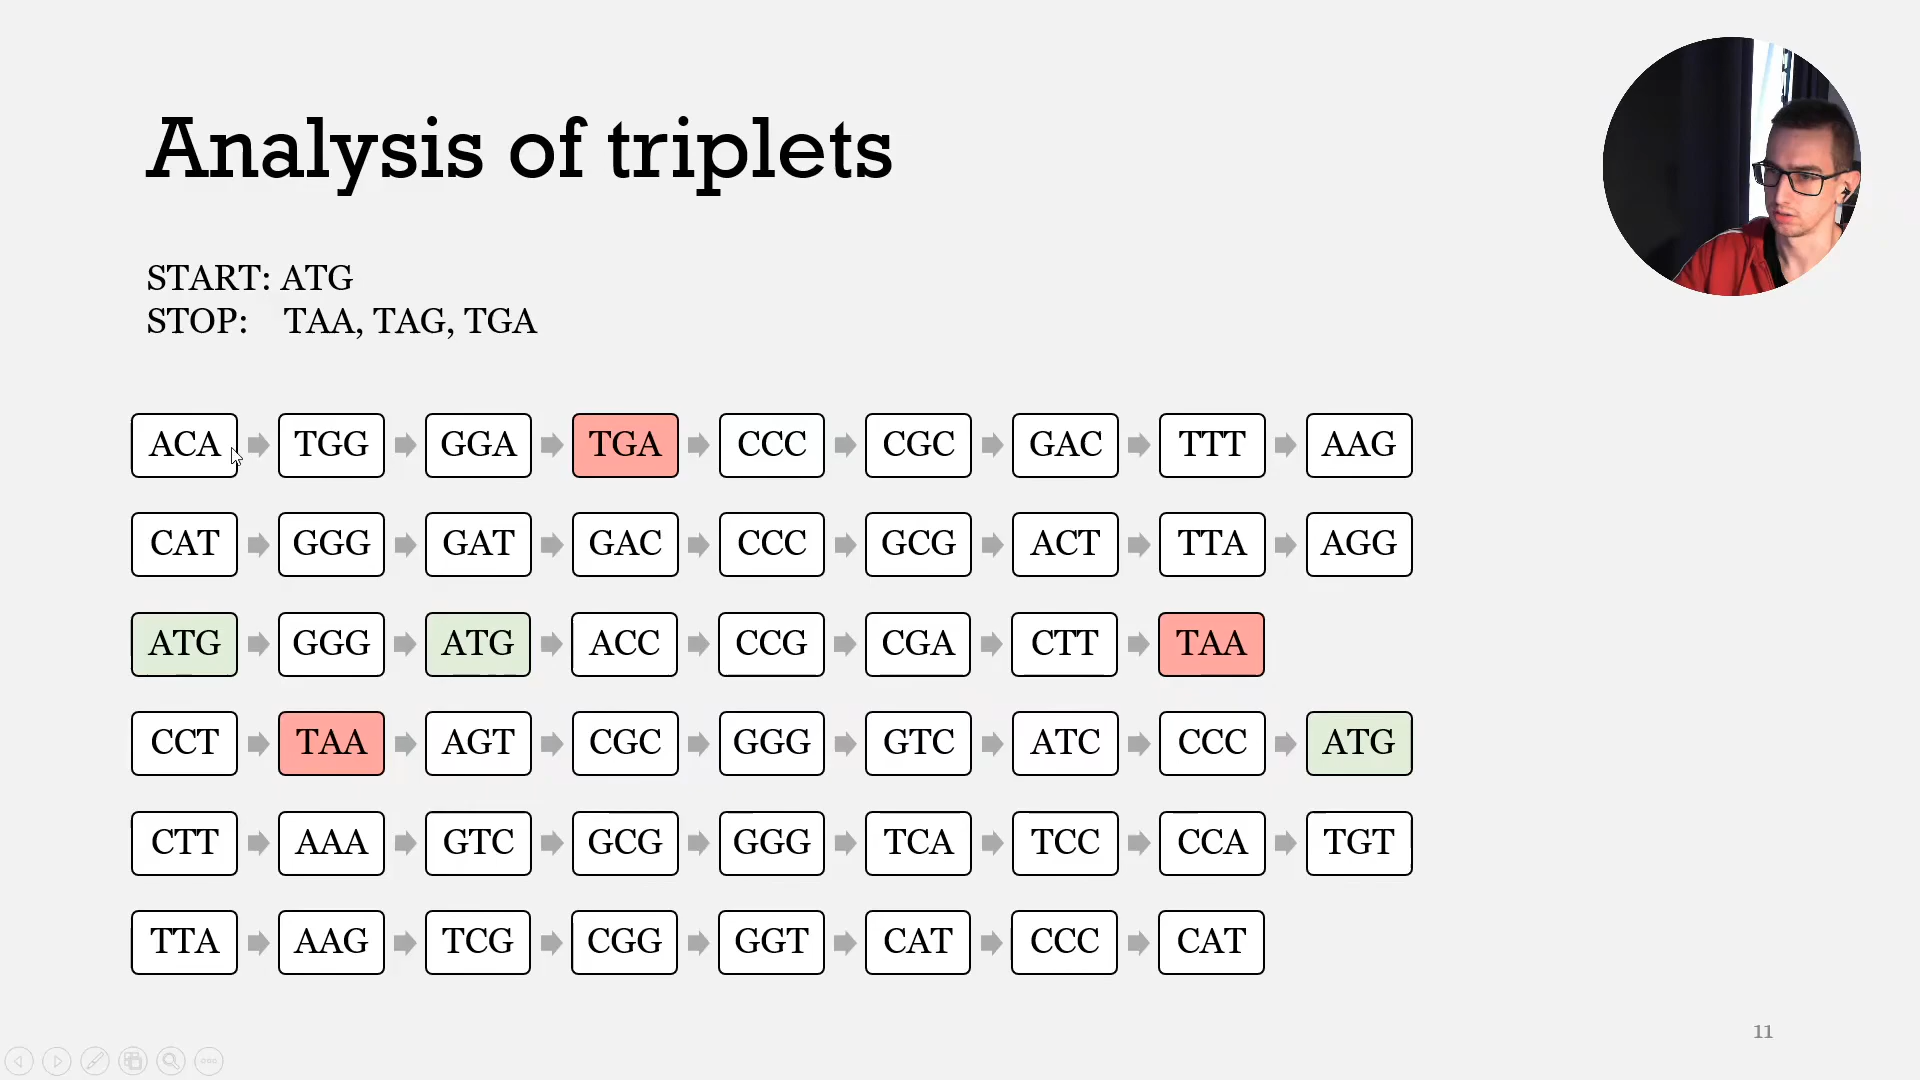 Analysis of triplets
START: ATG
STOP: TAA, TAG, TGA
ACA TGG GGA TGA CCC CGC GAC TTT AAG
CAT GGG GAT GAC CCC GCG ACT TTA AGG
ATG GGG ATG ACC CCG CGA CTT TAA
CCT TAA AGT CGC GGG GTC ATC CCC ATG
CTT AAA GTC GCG GGG TCA TCC CCA TGT
TTA AAG TCG CGG GGT CAT CCC CAT
11